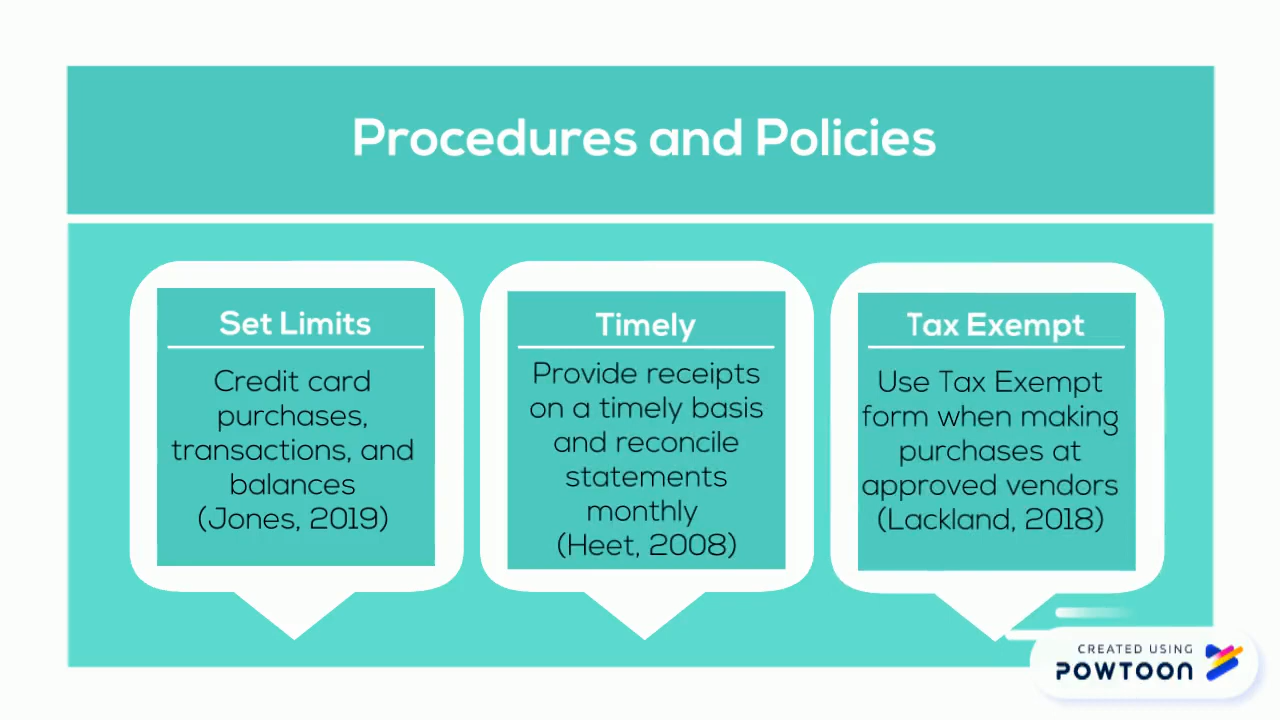 Procedures and Policies
Set Limits
Credit card
purchases,
transactions, and
balances
(Jones, 2019)
Timely
Provide receipts
on a timely basis
and reconcile
statements
monthly
(Heet, 2008)
Tax Exempt
Use Tax Exempt
form when making
purchases at
approved vendors
(Lackland, 2018)
CREATED USING
POWTOON